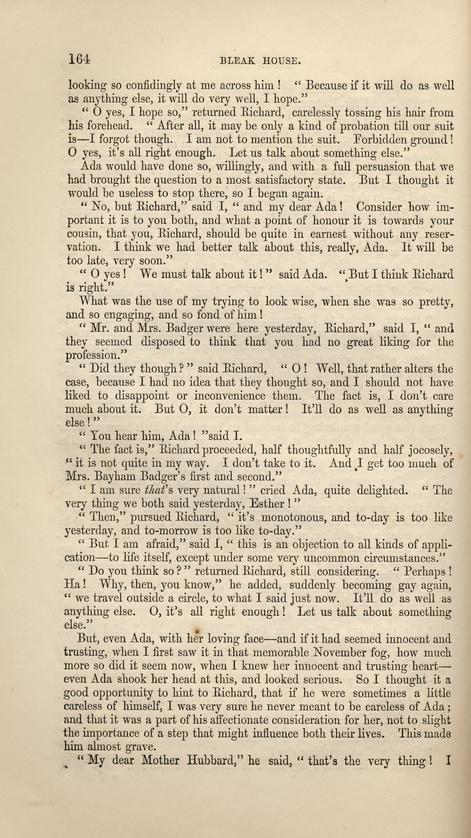 164 BLEAK HOUSE.
looking so confidingly at me across him ! “ Because if it will do as well
as anything else, it will do very well, I hope.”
“ O yes, I hope so,” returned Richard, carelessly tossing his hair from
his forehead. “ After all, it may be only a kind of probation till our suit
is—I forgot though. I am not to mention the suit. Forbidden ground !
O yes, it’s all right enough. Let us talk about something else.”
Ada would have done so, willingly, and with a full persuasion that we
had brought the question to a most satisfactory state. But I thought it
would be useless to stop there, so I began again.
“ No, but Richard,” said I, “ and my dear Ada ! Consider how im-
portant it is to you both, and what a point of honour it is towards your
cousin, that you, Richard, should be quite in earnest without any reser-
vation. I think we had better talk about this, really, Ada. It will be
too late, very soon.”
“ O yes ! We must talk about it ! ” said Ada. “ But I think Richard
is right.”
What was the use of my trying to look wise, when she was so pretty,
and so engaging, and so fond of him !
“ Mr. and Mrs. Badger were here yesterday, Richard,” said I, “ and
they seemed disposed to think that you had no great liking for the
profession.”
“ Did they though ? ” said Richard, “ O ! Well, that rather alters the
case, because I had no idea that they thought so, and I should not have
liked to disappoint or inconvenience them. The fact is, I don’t care
much about it. But O, it don’t matter ! It’ll do as well as anything
else ! ”
“ You hear him, Ada ! ”said I.
“ The fact is,” Richard proceeded, half thoughtfully and half jocosely,
“ it is not quite in my way. I don’t take to it. And I get too much of
Mrs. Bayham Badger’s first and second.”
“ I am sure that’s very natural ! ” cried Ada, quite delighted. “ The
very thing we both said yesterday, Esther ! ”
“ Then,” pursued Richard, “ it’s monotonous, and to-day is too like
yesterday, and to-morrow is too like to-day.”
“ But I am afraid,” said I, “ this is an objection to all kinds of appli-
cation—to life itself, except under some very uncommon circumstances.”
“ Do you think so ? ” returned Richard, still considering. “ Perhaps !
Ha ! Why, then, you know,” he added, suddenly becoming gay again,
“ we travel outside a circle, to what I said just now. It’ll do as well as
anything else. O, it’s all right enough ! Let us talk about something
else.”
But, even Ada, with her loving face—and if it had seemed innocent and
trusting, when I first saw it in that memorable November fog, how much
more so did it seem now, when I knew her innocent and trusting heart—
even Ada shook her head at this, and looked serious. So I thought it a
good opportunity to hint to Richard, that if he were sometimes a little
careless of himself, I was very sure he never meant to be careless of Ada ;
and that it was a part of his affectionate consideration for her, not to slight
the importance of a step that might influence both their lives. This made
him almost grave.
“ My dear Mother Hubbard,” he said, “ that’s the very thing ! I